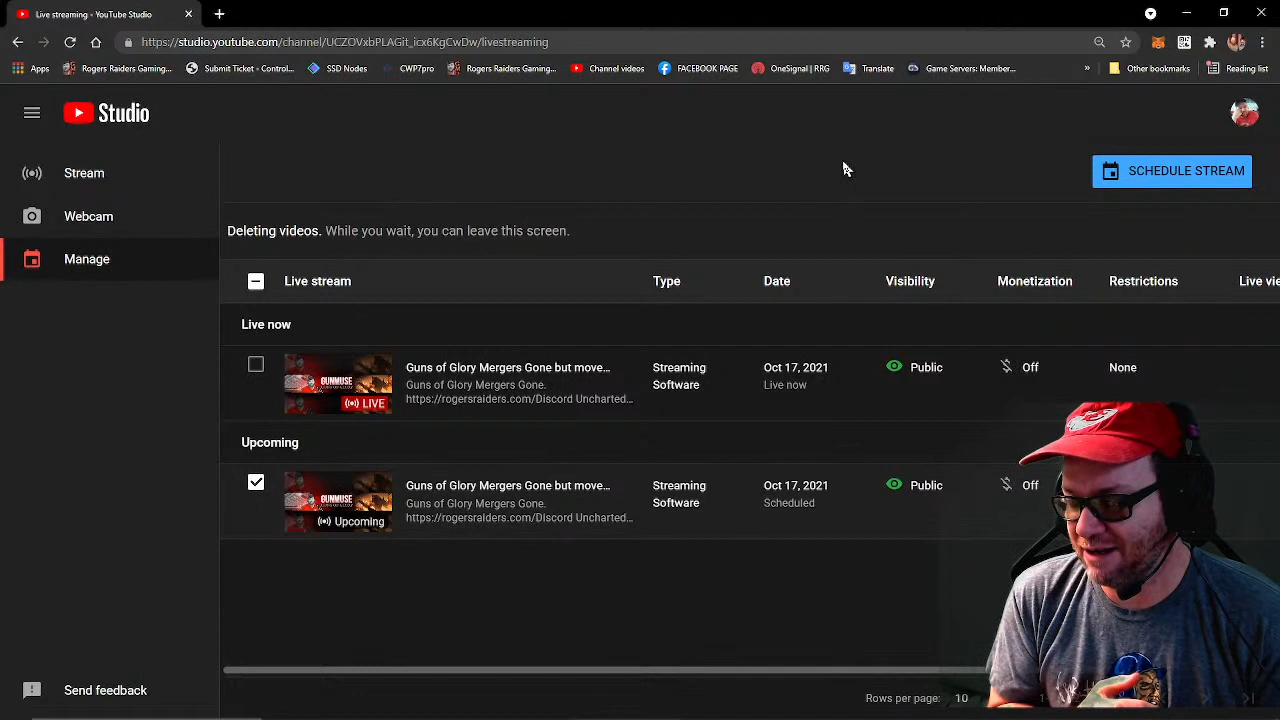 Live streaming - YouTube Studio
https://studio.youtube.com/channel/UCZOVxbPLAGit_icx6KgCwDw/livestreaming
Apps Rogers Raiders Gaming... Submit Ticket - Control... SSD Nodes CWP7pro Rogers Raiders Gaming... Channel videos FACEBOOK PAGE OneSignal | RRG Translate Game Servers: Member... » Other bookmarks Reading list
Studio
Stream
SCHEDULE STREAM
Webcam
Manage
Deleting videos. While you wait, you can leave this screen.
Live stream Type Date Visibility Monetization Restrictions Live vie
Live now
Guns of Glory Mergers Gone but move... Streaming Oct 17, 2021 Public Off None
Guns of Glory Mergers Gone. Software Live now
https://rogersraiders.com/Discord Uncharted...
GUNMUSE
LIVE
Upcoming
Guns of Glory Mergers Gone but move... Streaming Oct 17, 2021 Public Off
Guns of Glory Mergers Gone. Software Scheduled
https://rogersraiders.com/Discord Uncharted...
GUNMUSE
Upcoming
Send feedback
Rows per page: 10